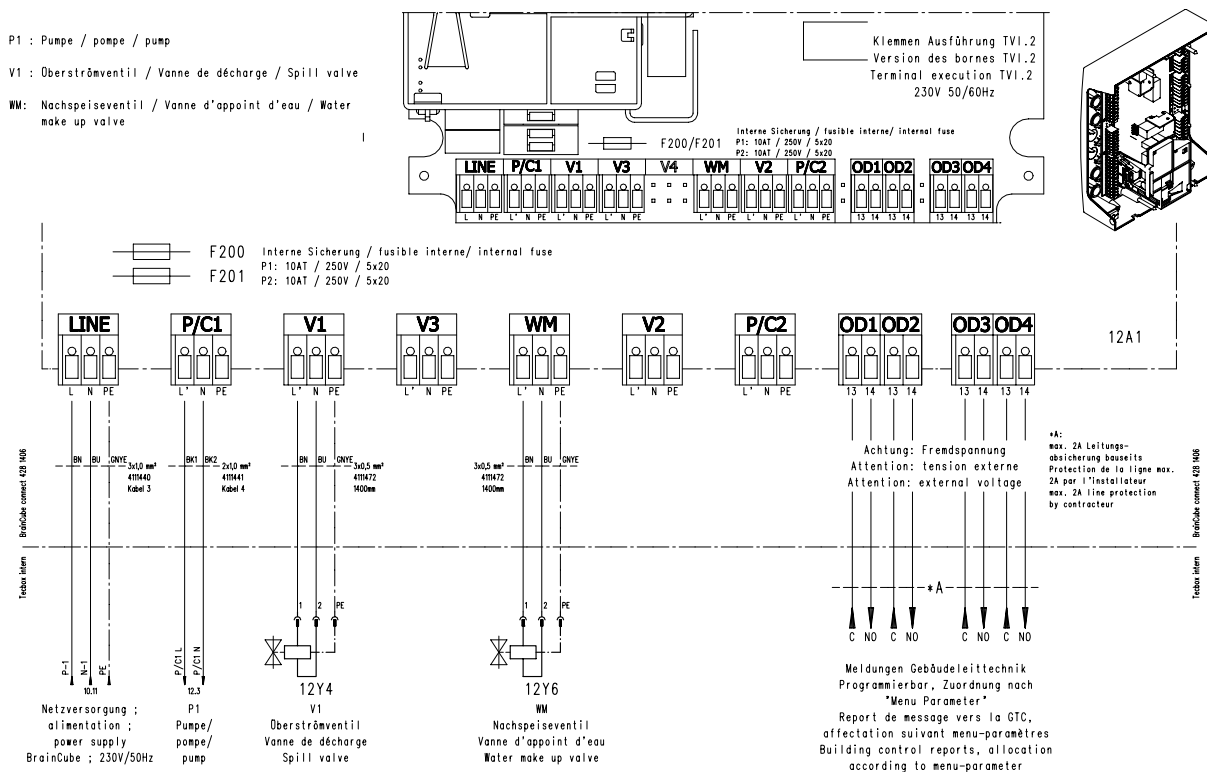 P1 : Pumpe / pompe / pump
V1 : Überströmventil / Vanne de décharge / Spill valve
WM: Nachspeiseventil / Vanne d'appoint d'eau / Water
make up valve
Klemmen Ausführung TV1.2
Version des bornes TV1.2
Terminal execution TV1.2
230V 50/60Hz
F200/F201
Interne Sicherung / fusible interne/ internal fuse
P1: 10AT / 250V / 5x20
P2: 10AT / 250V / 5x20
LINE P/C1 V1 V3 V4 WM V2 P/C2 OD1 OD2 OD3 OD4
L N PE L' N PE L' N PE L' N PE L' N PE L' N PE L' N PE 13 14 13 14 13 14 13 14
F200
F201
Interne Sicherung / fusible interne/ internal fuse
P1: 10AT / 250V / 5x20
P2: 10AT / 250V / 5x20
LINE P/C1 V1 V3 WM V2 P/C2 OD1 OD2 OD3 OD4
12A1
L N PE L' N PE L' N PE L' N PE L' N PE L' N PE L' N PE 13 14 13 14 13 14 13 14
BN BU GNYE
3x1,0 mm²
4111440
Kabel 3
BK1 BK2
2x1,0 mm²
4111441
Kabel 4
BN BU GNYE
3x0,5 mm²
4111472
1400mm
3x0,5 mm²
4111472
1400mm
BN BU GNYE
Achtung: Fremdspannung
Attention: tension externe
Attention: external voltage
*A:
max. 2A Leitungs-
absicherung bauseits
Protection de la ligne max.
2A par l'installateur
max. 2A line protection
by contracteur
BrainCube connect 428 1406
Tecbox intern
BrainCube connect 428 1406
Tecbox intern
*A
P-1 N-1 PE
10.11
P/C1 L P/C1 N
12.3
1 2 PE
12Y4
1 2 PE
12Y6
C NO C NO C NO C NO
Netzversorgung ;
alimentation ;
power supply
BrainCube ; 230V/50Hz
P1
Pumpe/
pompe/
pump
V1
Überströmventil
Vanne de décharge
Spill valve
WM
Nachspeiseventil
Vanne d'appoint d'eau
Water make up valve
Meldungen Gebäudeleittechnik
Programmierbar, Zuordnung nach
"Menu Parameter"
Report de message vers la GTC,
affectation suivant menu-paramètres
Building control reports, allocation
according to menu-parameter